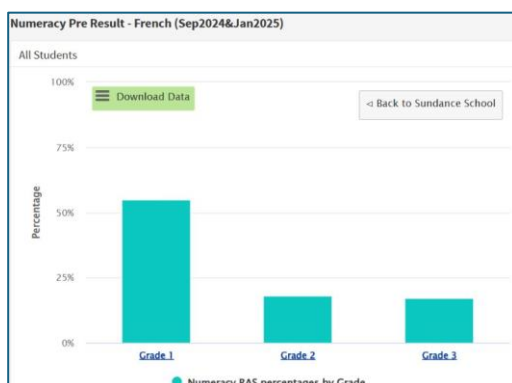 Numeracy Pre Result - French (Sep2024&Jan2025)
All Students
100%
Download Data
◁ Back to Sundance School
75%
Percentage
50%
25%
0%
Grade 1 Grade 2 Grade 3
Numeracy RAS percentages by Grade